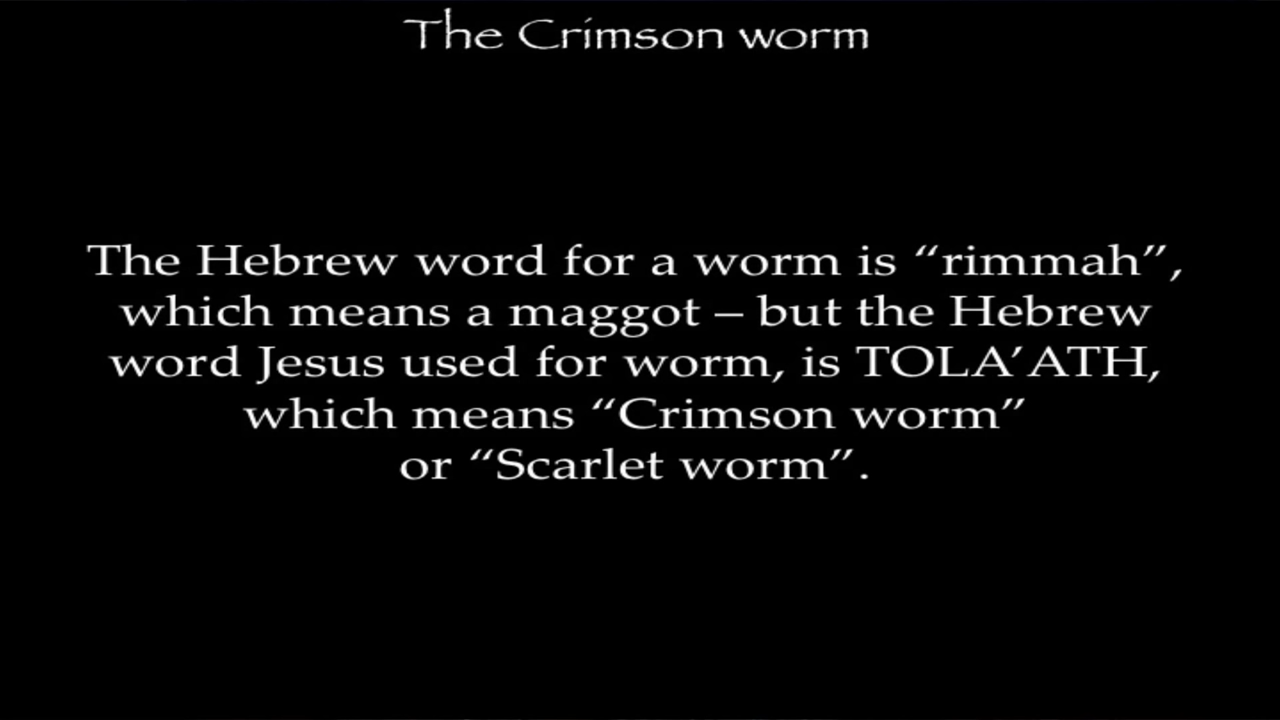 The Crimson worm
The Hebrew word for a worm is “rimmah”,
which means a maggot – but the Hebrew
word Jesus used for worm, is TOLA’ATH,
which means “Crimson worm”
or “Scarlet worm”.